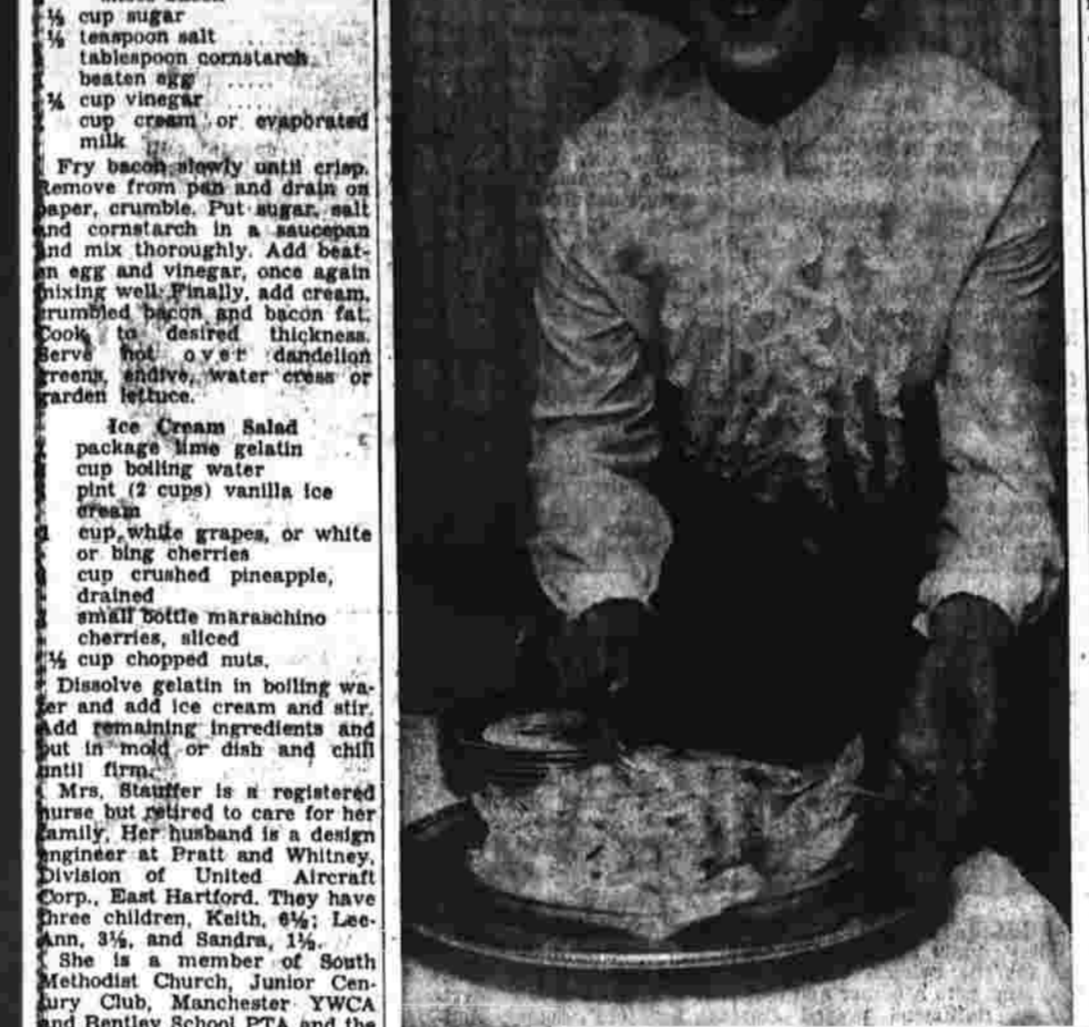 ½ cup sugar
teaspoon salt
tablespoon cornstarch
beaten egg
cup vinegar
cup cream or evaporated
milk
Fry bacon slowly until crisp.
Remove from pan and drain on
paper, crumble. Put sugar, salt
and cornstarch in a saucepan
and mix thoroughly. Add beat-
en egg and vinegar, once again
mixing well. Finally, add cream,
crumbled bacon and bacon fat.
Cook to desired thickness.
Serve hot over dandelion
greens, endive, water cress or
garden lettuce.
Ice Cream Salad
package lime gelatin
cup boiling water
pint (2 cups) vanilla ice
cream
1 cup white grapes, or white
or bing cherries
cup crushed pineapple,
drained
small bottle maraschino
cherries, sliced
½ cup chopped nuts.
Dissolve gelatin in boiling wa-
ter and add ice cream and stir.
Add remaining ingredients and
put in mold or dish and chill
until firm.
Mrs. Stauffer is a registered
nurse but retired to care for her
family. Her husband is a design
engineer at Pratt and Whitney,
Division of United Aircraft
Corp., East Hartford. They have
three children, Keith, 6½; Lee-
Ann, 3½, and Sandra, 1½.
She is a member of South
Methodist Church, Junior Cen-
tury Club, Manchester YWCA
and Bentley School PTA and the